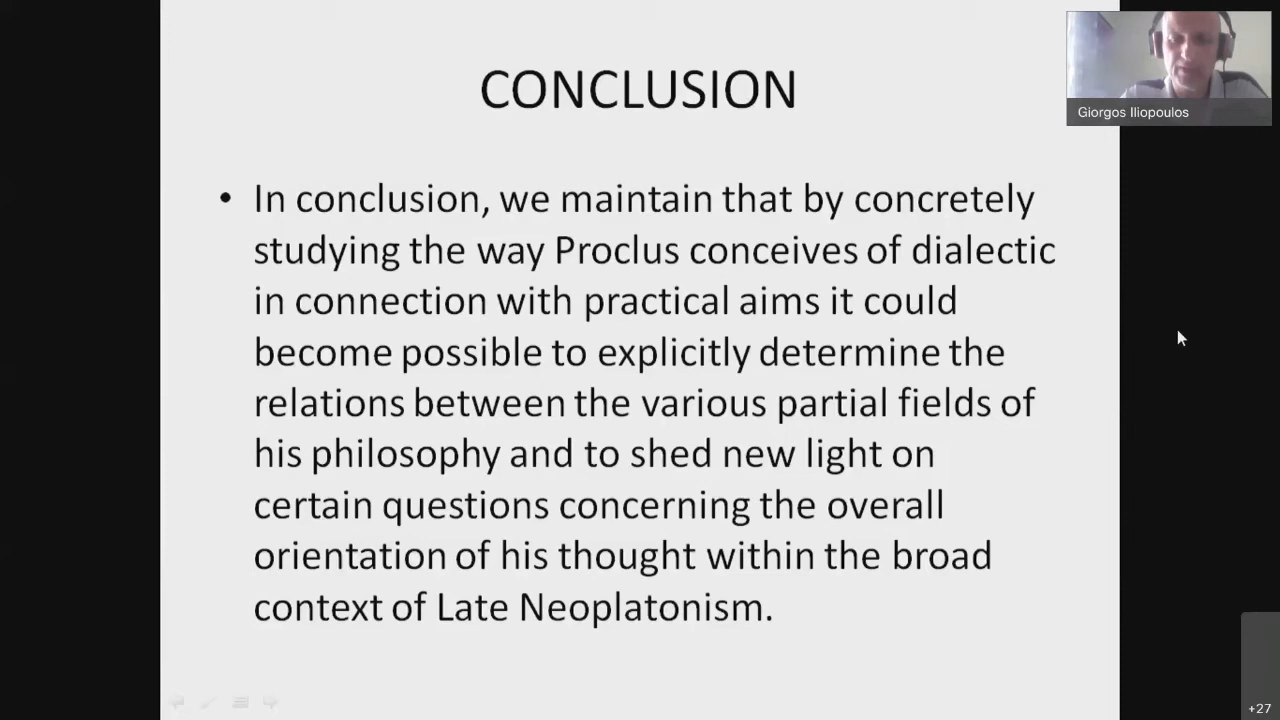 CONCLUSION
Giorgos Iliopoulos
• In conclusion, we maintain that by concretely
studying the way Proclus conceives of dialectic
in connection with practical aims it could
become possible to explicitly determine the
relations between the various partial fields of
his philosophy and to shed new light on
certain questions concerning the overall
orientation of his thought within the broad
context of Late Neoplatonism.
+27